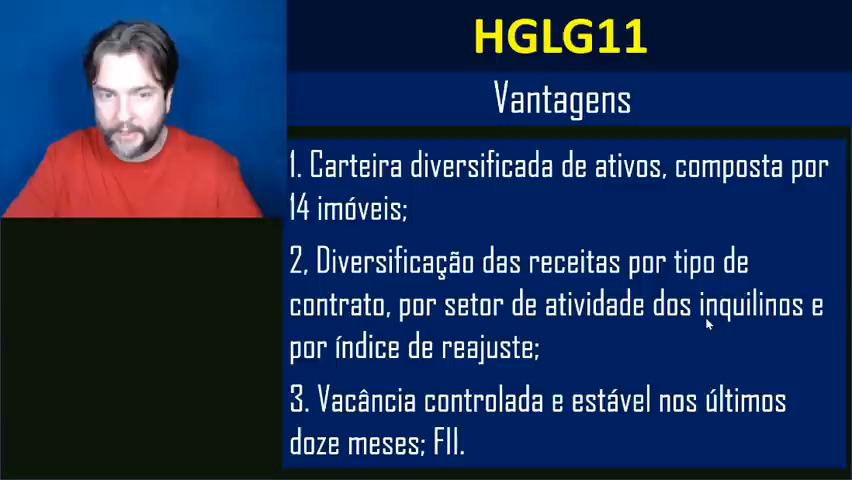 HGLG11
Vantagens
1. Carteira diversificada de ativos, composta por
14 imóveis;
2, Diversificação das receitas por tipo de
contrato, por setor de atividade dos inquilinos e
por índice de reajuste;
3. Vacância controlada e estável nos últimos
doze meses; FII.